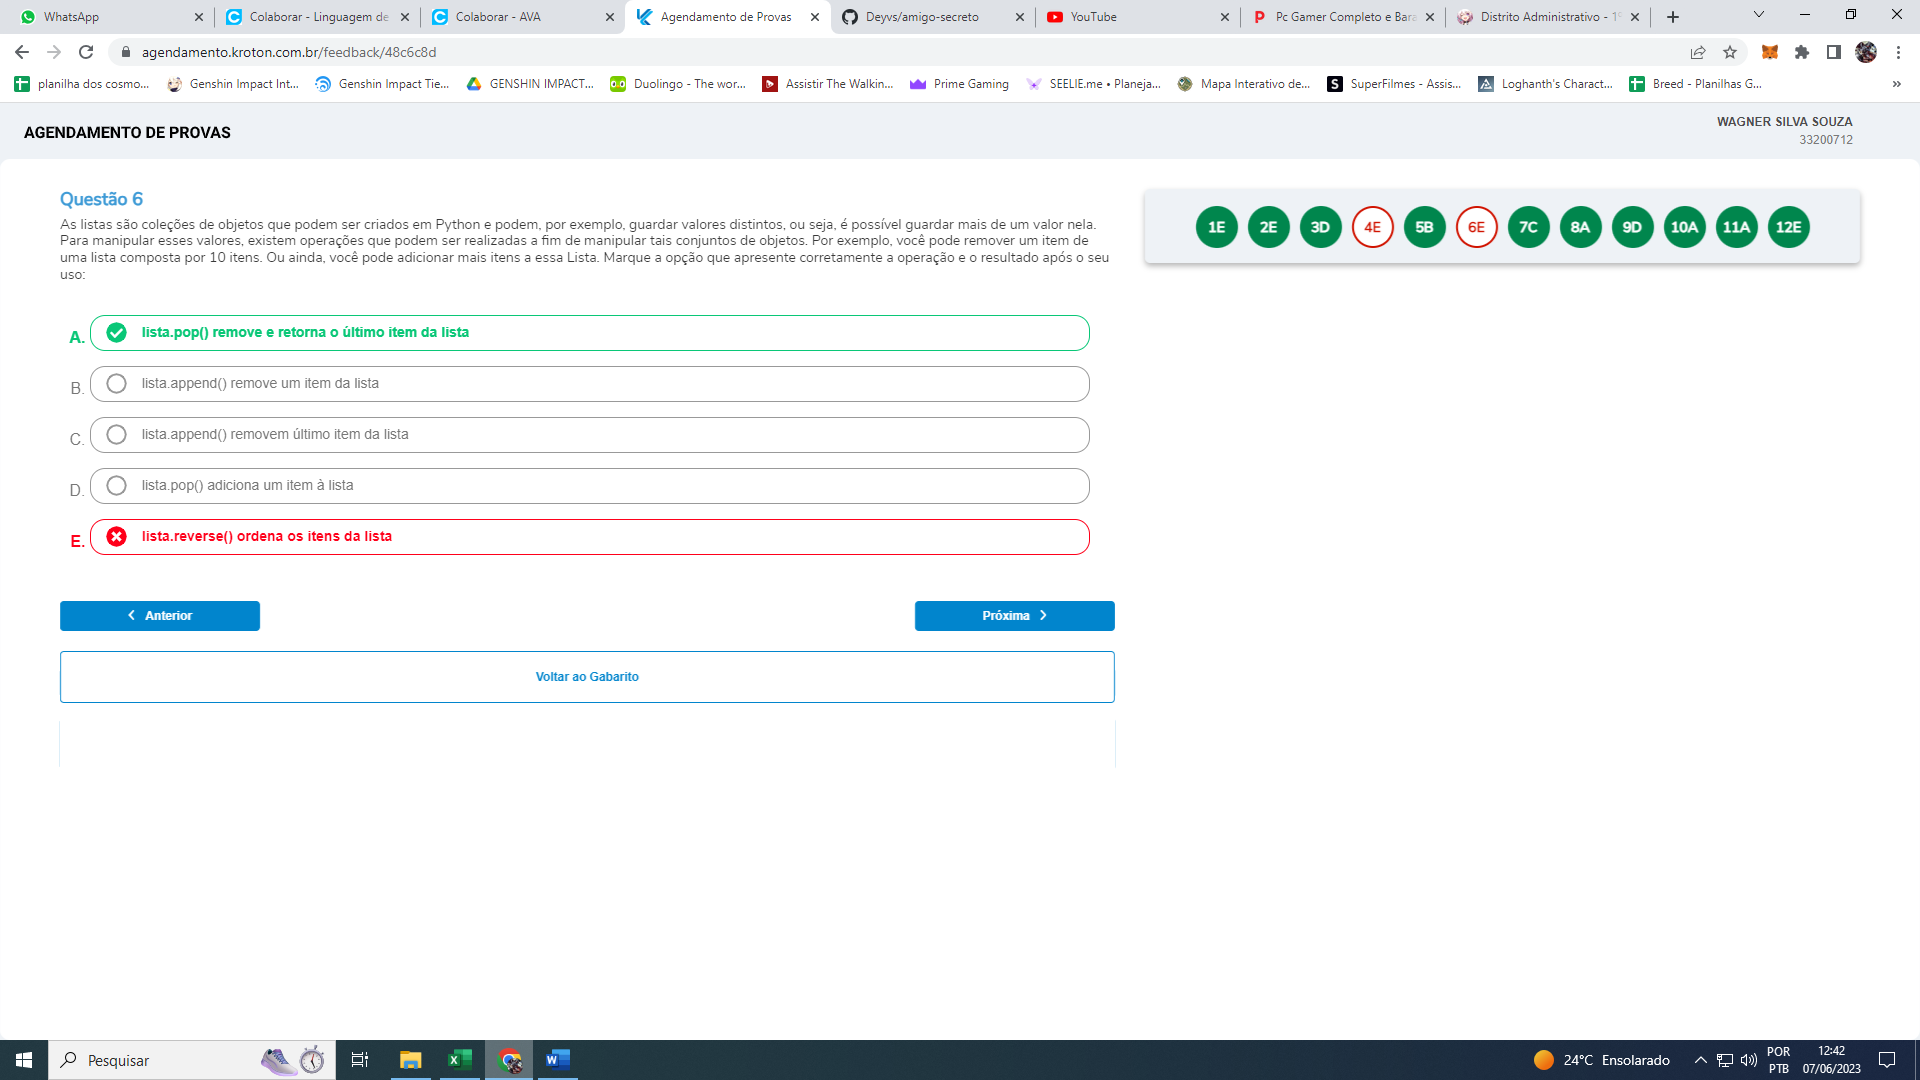 WhatsApp
Colaborar - Linguagem de
Colaborar - AVA
Agendamento de Provas
Deyvs/amigo-secreto
YouTube
Pc Gamer Completo e Bara
Distrito Administrativo - 1º
agendamento.kroton.com.br/feedback/48c6c8d
planilha dos cosmo...
Genshin Impact Int...
Genshin Impact Tie...
GENSHIN IMPACT...
Duolingo - The wor...
Assistir The Walkin...
Prime Gaming
SEELIE.me • Planeja...
Mapa Interativo de...
SuperFilmes - Assis...
Loghanth's Charact...
Breed - Planilhas G...
»
AGENDAMENTO DE PROVAS
WAGNER SILVA SOUZA
33200712
Questão 6
As listas são coleções de objetos que podem ser criados em Python e podem, por exemplo, guardar valores distintos, ou seja, é possível guardar mais de um valor nela.
Para manipular esses valores, existem operações que podem ser realizadas a fim de manipular tais conjuntos de objetos. Por exemplo, você pode remover um item de
uma lista composta por 10 itens. Ou ainda, você pode adicionar mais itens a essa Lista. Marque a opção que apresente corretamente a operação e o resultado após o seu
uso:
1E 2E 3D 4E 5B 6E 7C 8A 9D 10A 11A 12E
A. lista.pop() remove e retorna o último item da lista
B. lista.append() remove um item da lista
C. lista.append() removem último item da lista
D. lista.pop() adiciona um item à lista
E. lista.reverse() ordena os itens da lista
Anterior
Próxima
Voltar ao Gabarito
Pesquisar
24°C Ensolarado
POR
PTB
12:42
07/06/2023